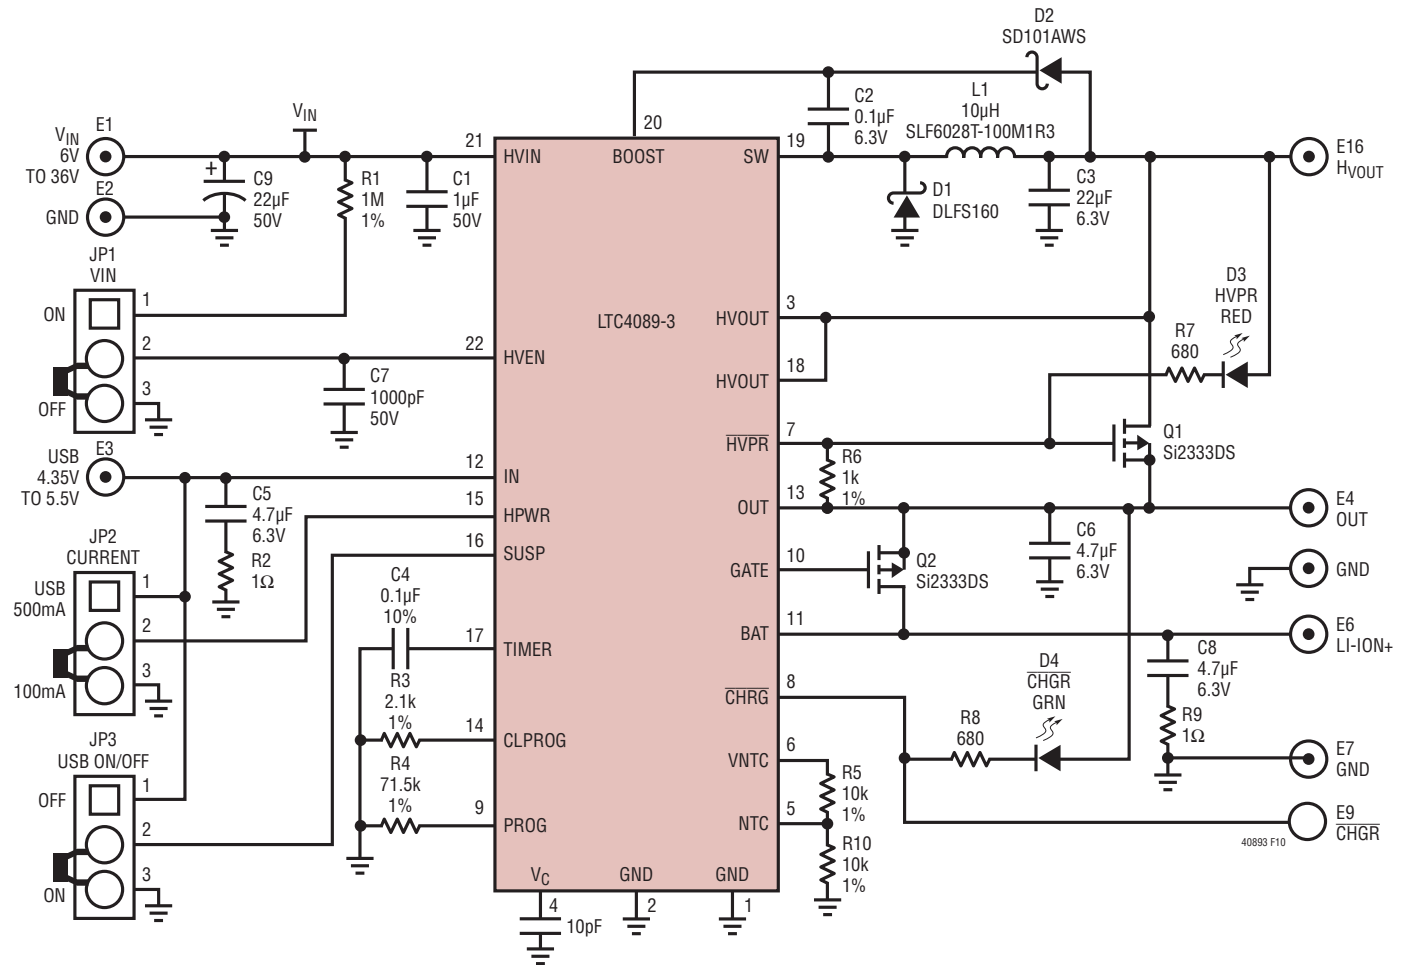 D2
SD101AWS
E1
V_IN
6V
TO 36V
E2
GND
V_IN
+
C9
22µF
50V
R1
1M
1%
C1
1µF
50V
21
HVIN
20
BOOST
SW
19
C2
0.1µF
6.3V
L1
10µH
SLF6028T-100M1R3
D1
DLFS160
C3
22µF
6.3V
E16
H_VOUT
JP1
VIN
ON
1
2
3
OFF
C7
1000pF
50V
22
HVEN
LTC4089-3
HVOUT
3
HVOUT
18
D3
HVPR
RED
R7
680
HVPR
7
R6
1k
1%
Q1
Si2333DS
USB
4.35V
TO 5.5V
E3
C5
4.7µF
6.3V
R2
1Ω
12
IN
15
HPWR
16
SUSP
OUT
13
GATE
10
Q2
Si2333DS
C6
4.7µF
6.3V
E4
OUT
GND
JP2
CURRENT
USB
500mA
1
2
3
100mA
C4
0.1µF
10%
17
TIMER
BAT
11
E6
LI-ION+
C8
4.7µF
6.3V
R9
1Ω
R3
2.1k
1%
14
CLPROG
CHRG
8
R8
680
D4
CHGR
GRN
E7
GND
JP3
USB ON/OFF
OFF
1
2
3
ON
R4
71.5k
1%
9
PROG
VNTC
6
R5
10k
1%
NTC
5
R10
10k
1%
E9
CHGR
40893 F10
V_C
4
10pF
GND
2
GND
1